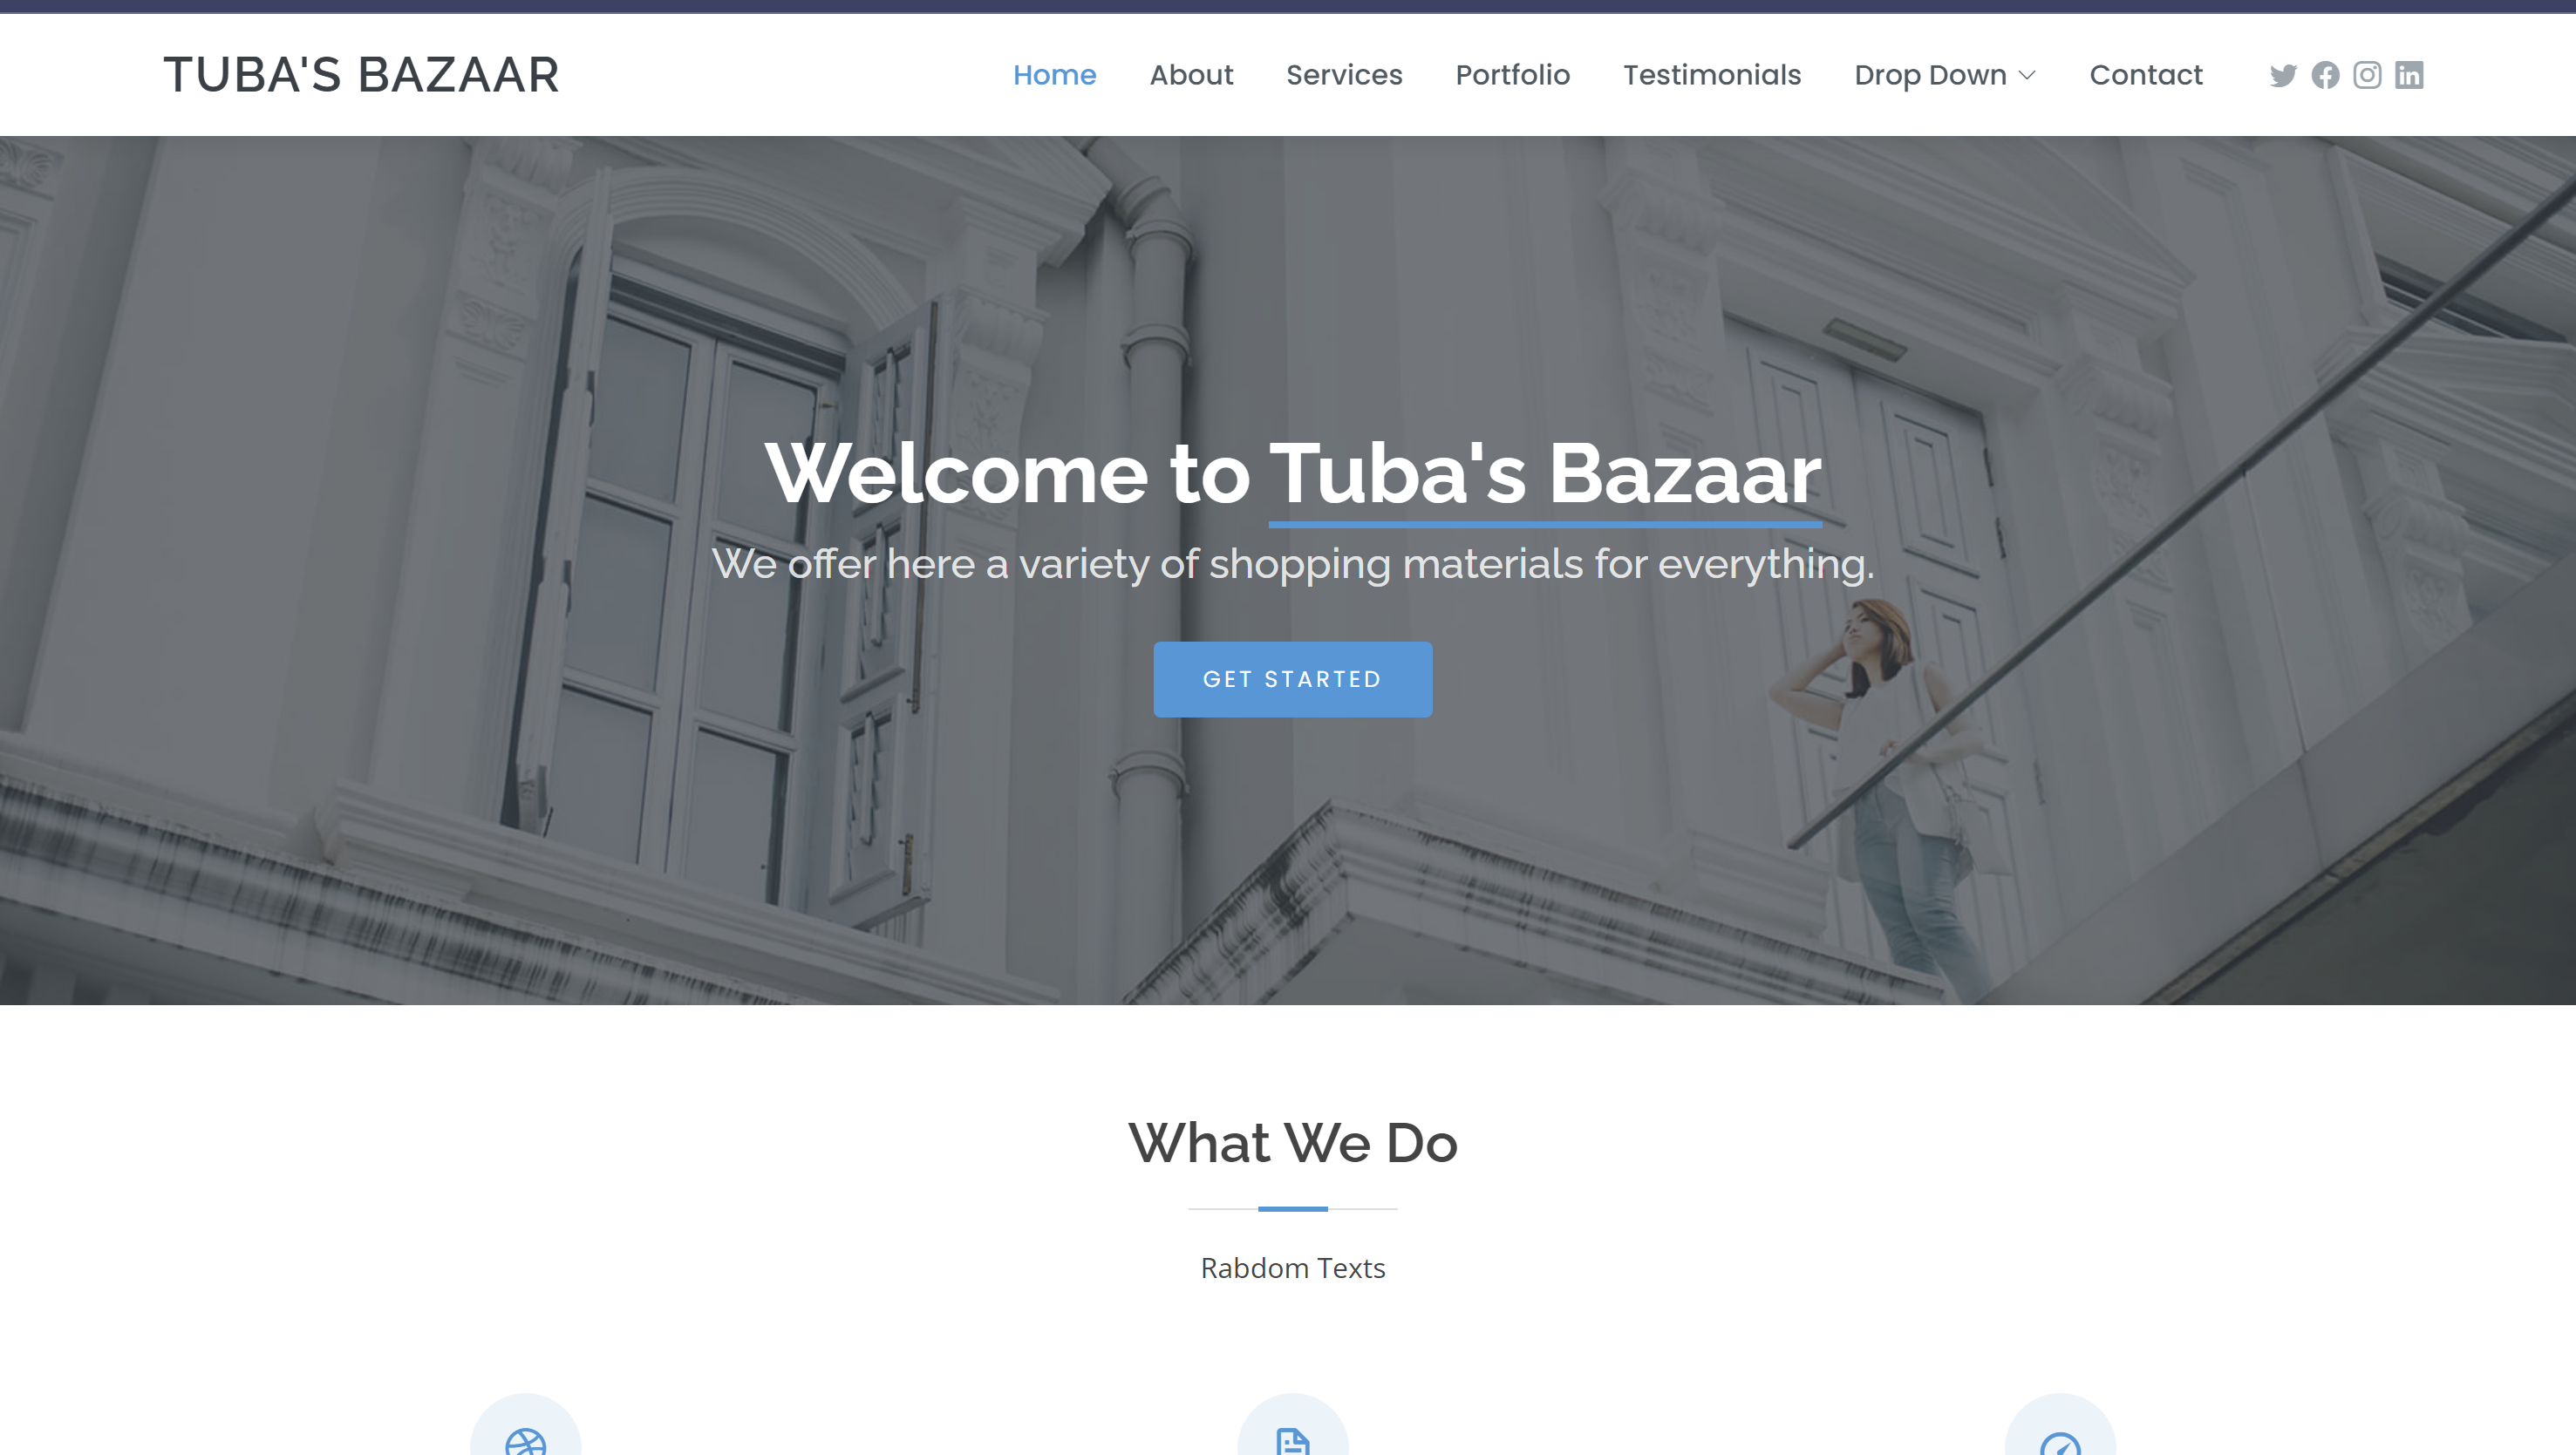 TUBA'S BAZAAR
Home About Services Portfolio Testimonials Drop Down Contact
Welcome to Tuba's Bazaar
We offer here a variety of shopping materials for everything.
GET STARTED
What We Do
Rabdom Texts